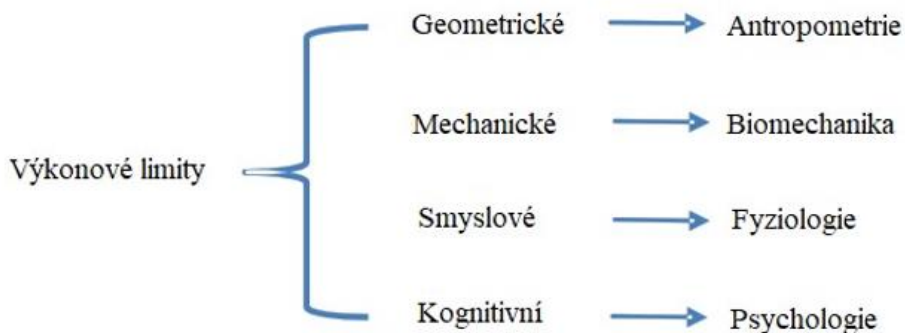 Geometrické Antropometrie
Mechanické Biomechanika
Výkonové limity
Smyslové Fyziologie
Kognitivní Psychologie